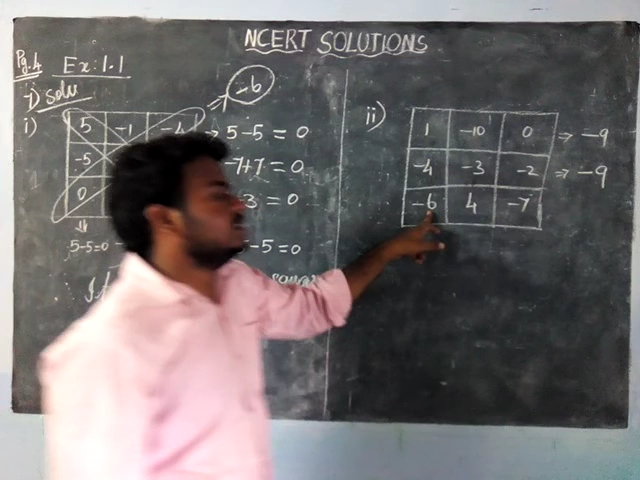 NCERT SOLUTIONS
Pg.4 Ex:1.1
1) Solu
i)
5 -1 -4 → 5-5=0
-5 -7+7=0
0 3=0
-6
5-5=0 -5=0
∴ It square
ii)
1 -10 0 → -9
-4 -3 -2 → -9
-6 4 -7